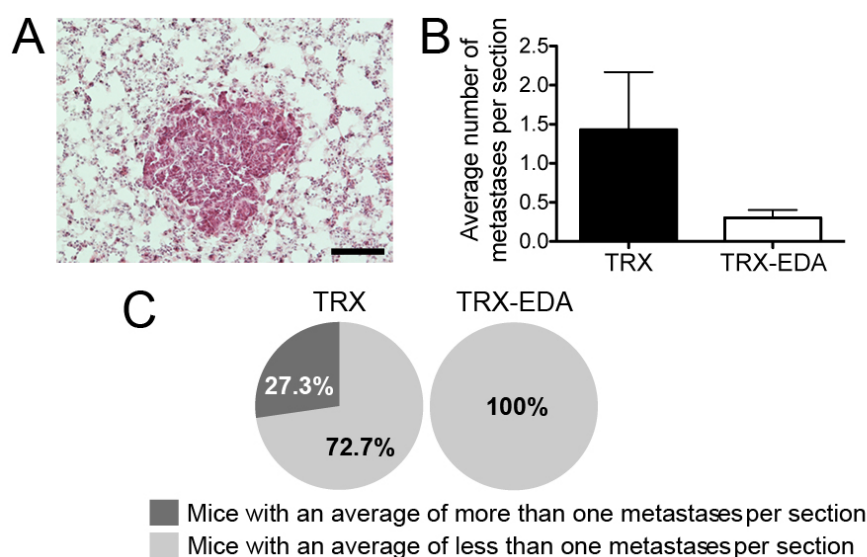 A
B
Average number of
metastases per section
2.5
2.0
1.5
1.0
0.5
0.0
TRX
TRX-EDA
C
TRX
TRX-EDA
27.3%
72.7%
100%
Mice with an average of more than one metastases per section
Mice with an average of less than one metastases per section